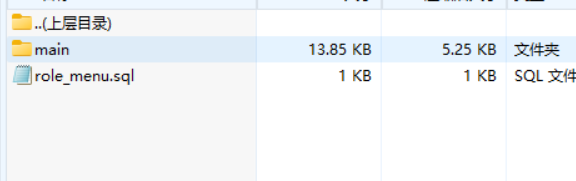 ..(上层目录)
main 13.85 KB 5.25 KB 文件夹
role_menu.sql 1 KB 1 KB SQL 文件